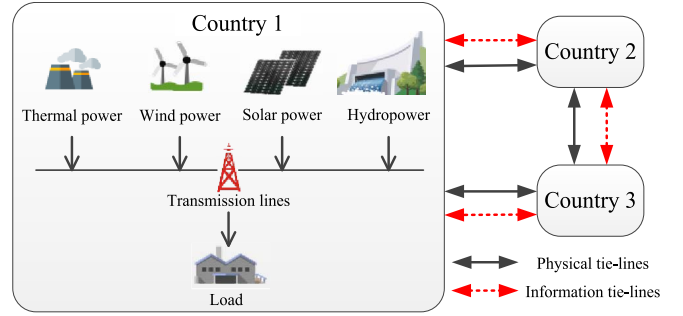 Country 1
Thermal power
Wind power
Solar power
Hydropower
Transmission lines
Load
Country 2
Country 3
Physical tie-lines
Information tie-lines